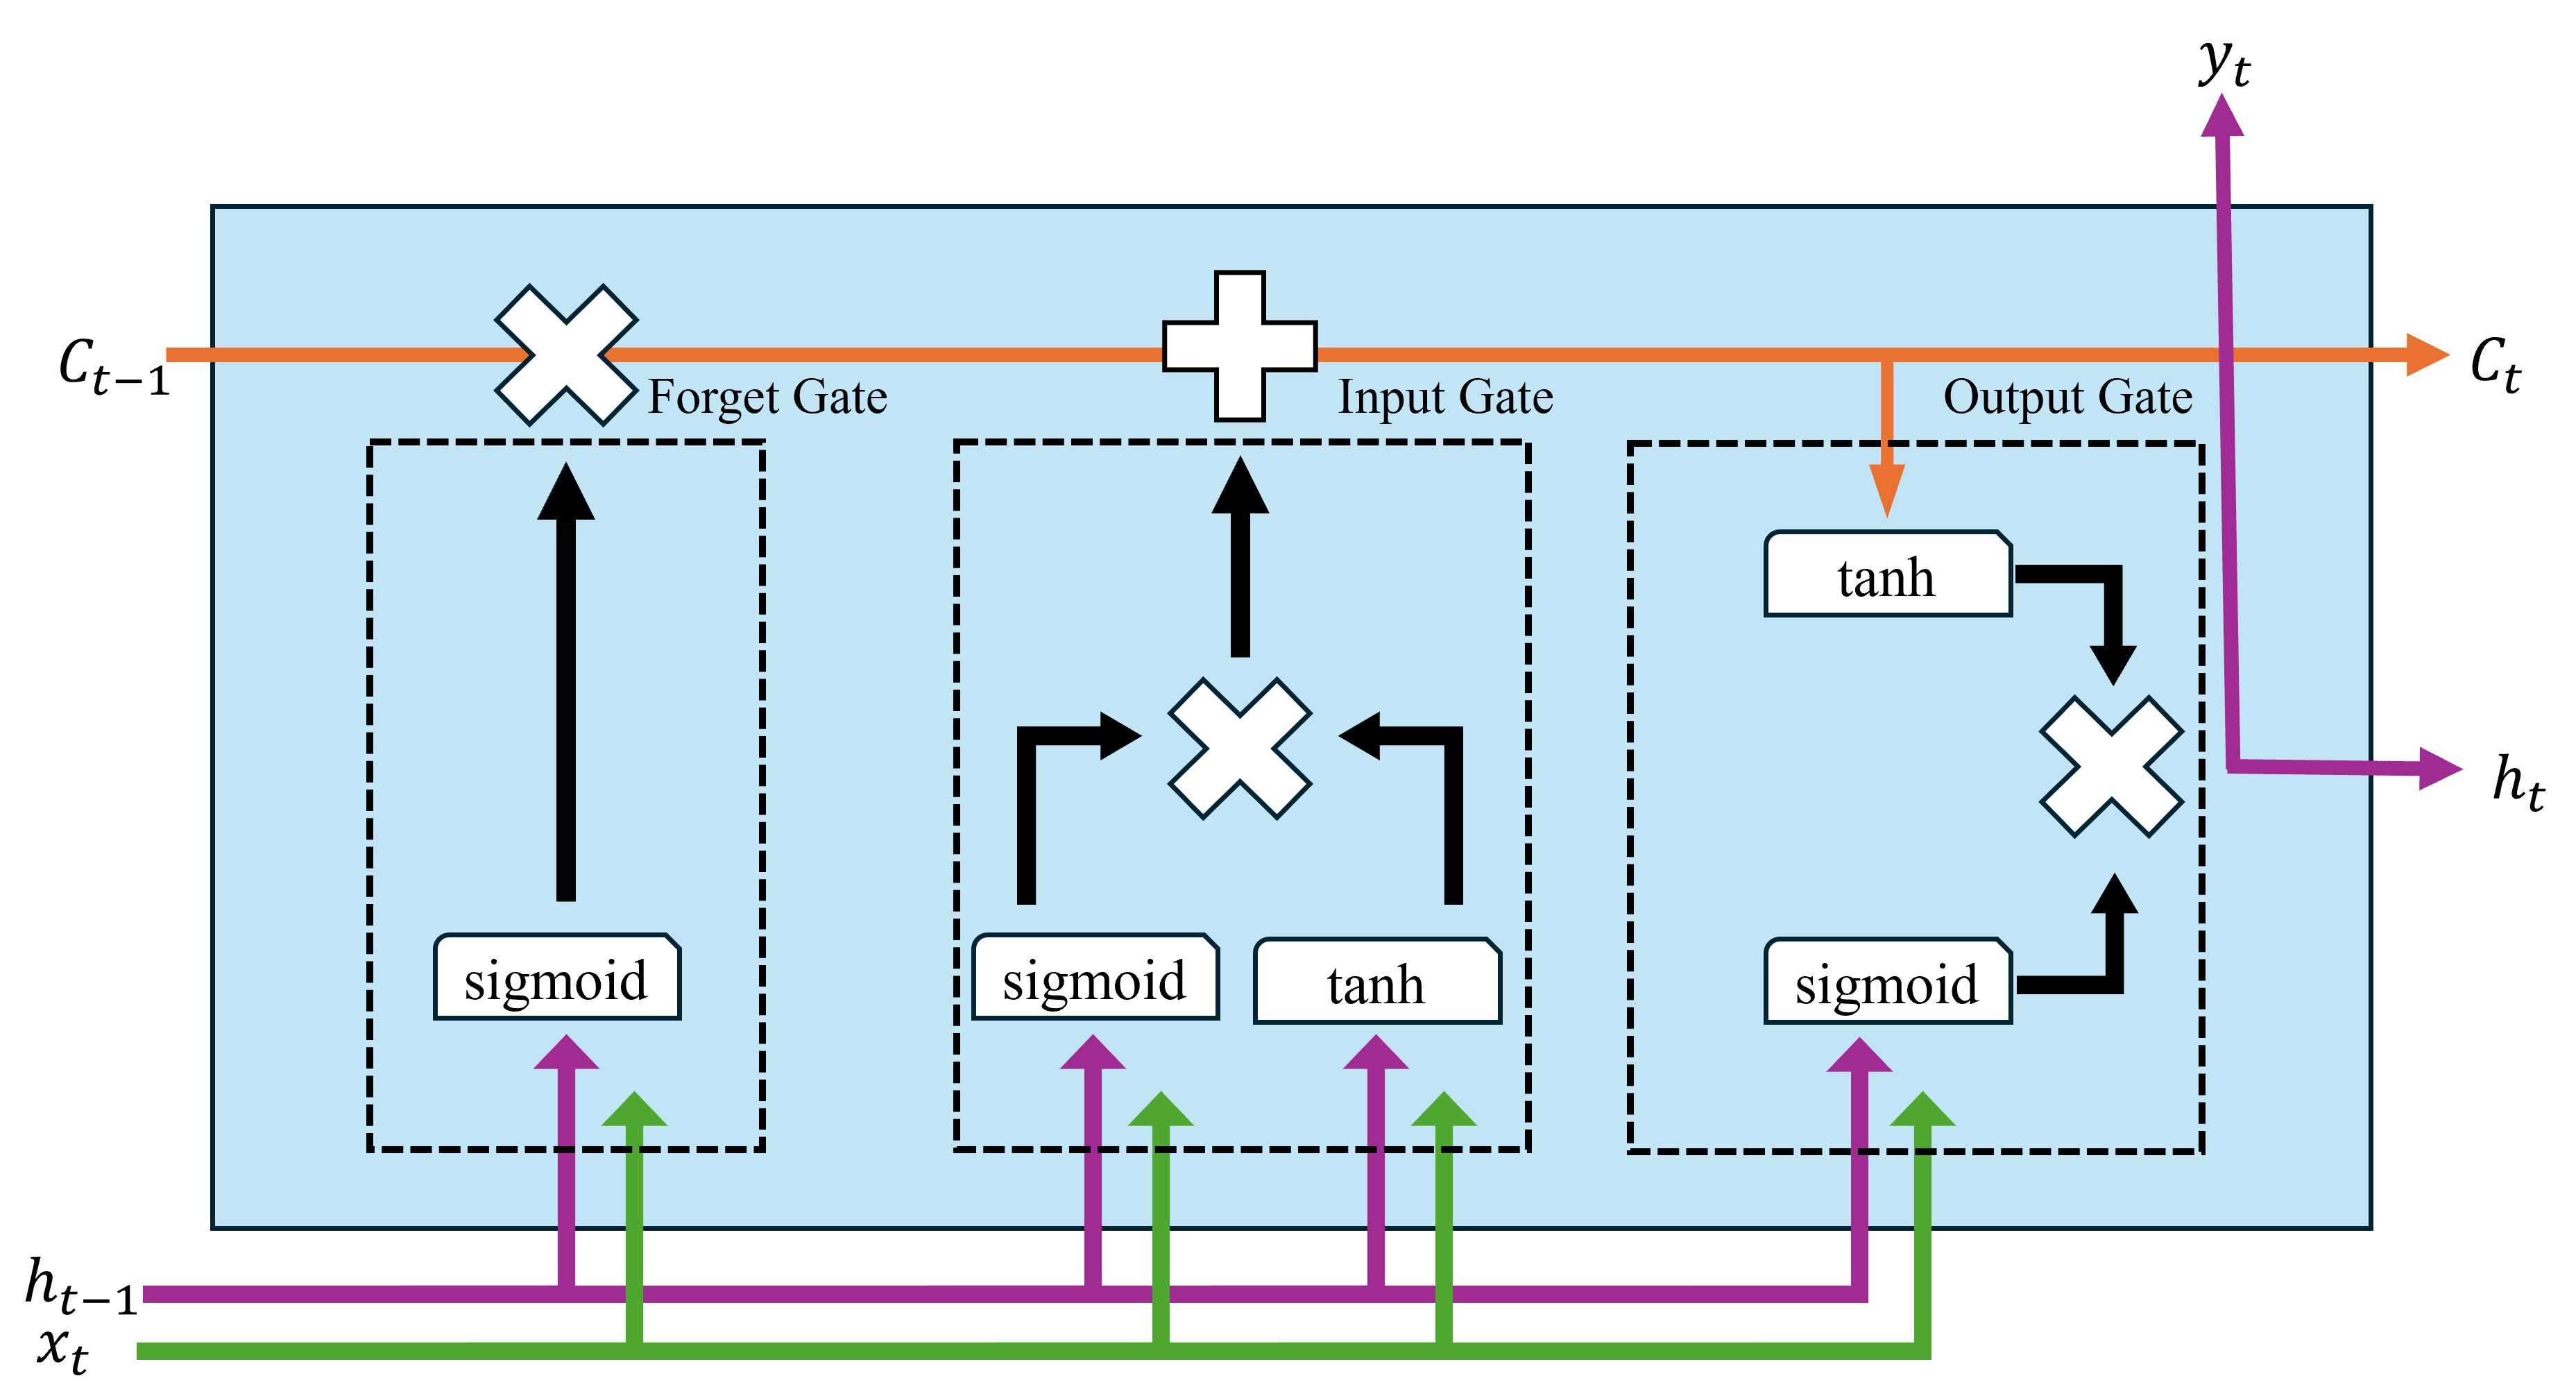 y_t
C_{t-1}
C_t
Forget Gate
Input Gate
Output Gate
tanh
h_t
sigmoid
sigmoid
tanh
sigmoid
h_{t-1}
x_t